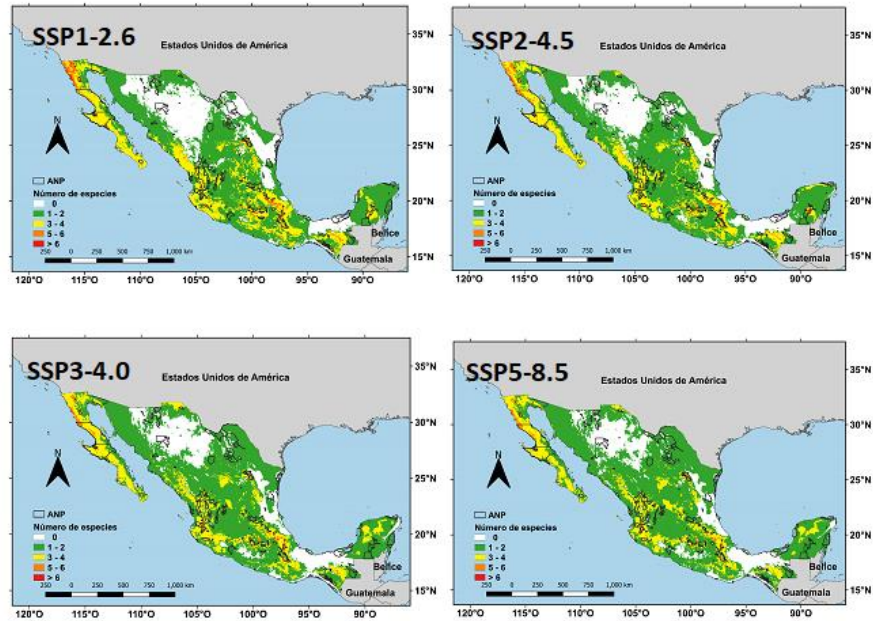 SSP1-2.6
Estados Unidos de América
35°N
30°N
25°N
20°N
15°N
N
ANP
Número de especies
0
1 - 2
3 - 4
5 - 6
> 6
250 0 250 500 750 1,000 km
Belice
Guatemala
120°O 115°O 110°O 105°O 100°O 95°O 90°O
SSP2-4.5
Estados Unidos de América
35°N
30°N
25°N
20°N
15°N
N
ANP
Número de especies
0
1 - 2
3 - 4
5 - 6
> 6
250 0 250 500 750 1,000 km
Belice
Guatemala
120°O 115°O 110°O 105°O 100°O 95°O 90°O
SSP3-4.0
Estados Unidos de América
35°N
30°N
25°N
20°N
15°N
N
ANP
Número de especies
0
1 - 2
3 - 4
5 - 6
> 6
250 0 250 500 750 1,000 km
Belice
Guatemala
120°O 115°O 110°O 105°O 100°O 95°O 90°O
SSP5-8.5
Estados Unidos de América
35°N
30°N
25°N
20°N
15°N
N
ANP
Número de especies
0
1 - 2
3 - 4
5 - 6
> 6
250 0 250 500 750 1,000 km
Belice
Guatemala
120°O 115°O 110°O 105°O 100°O 95°O 90°O